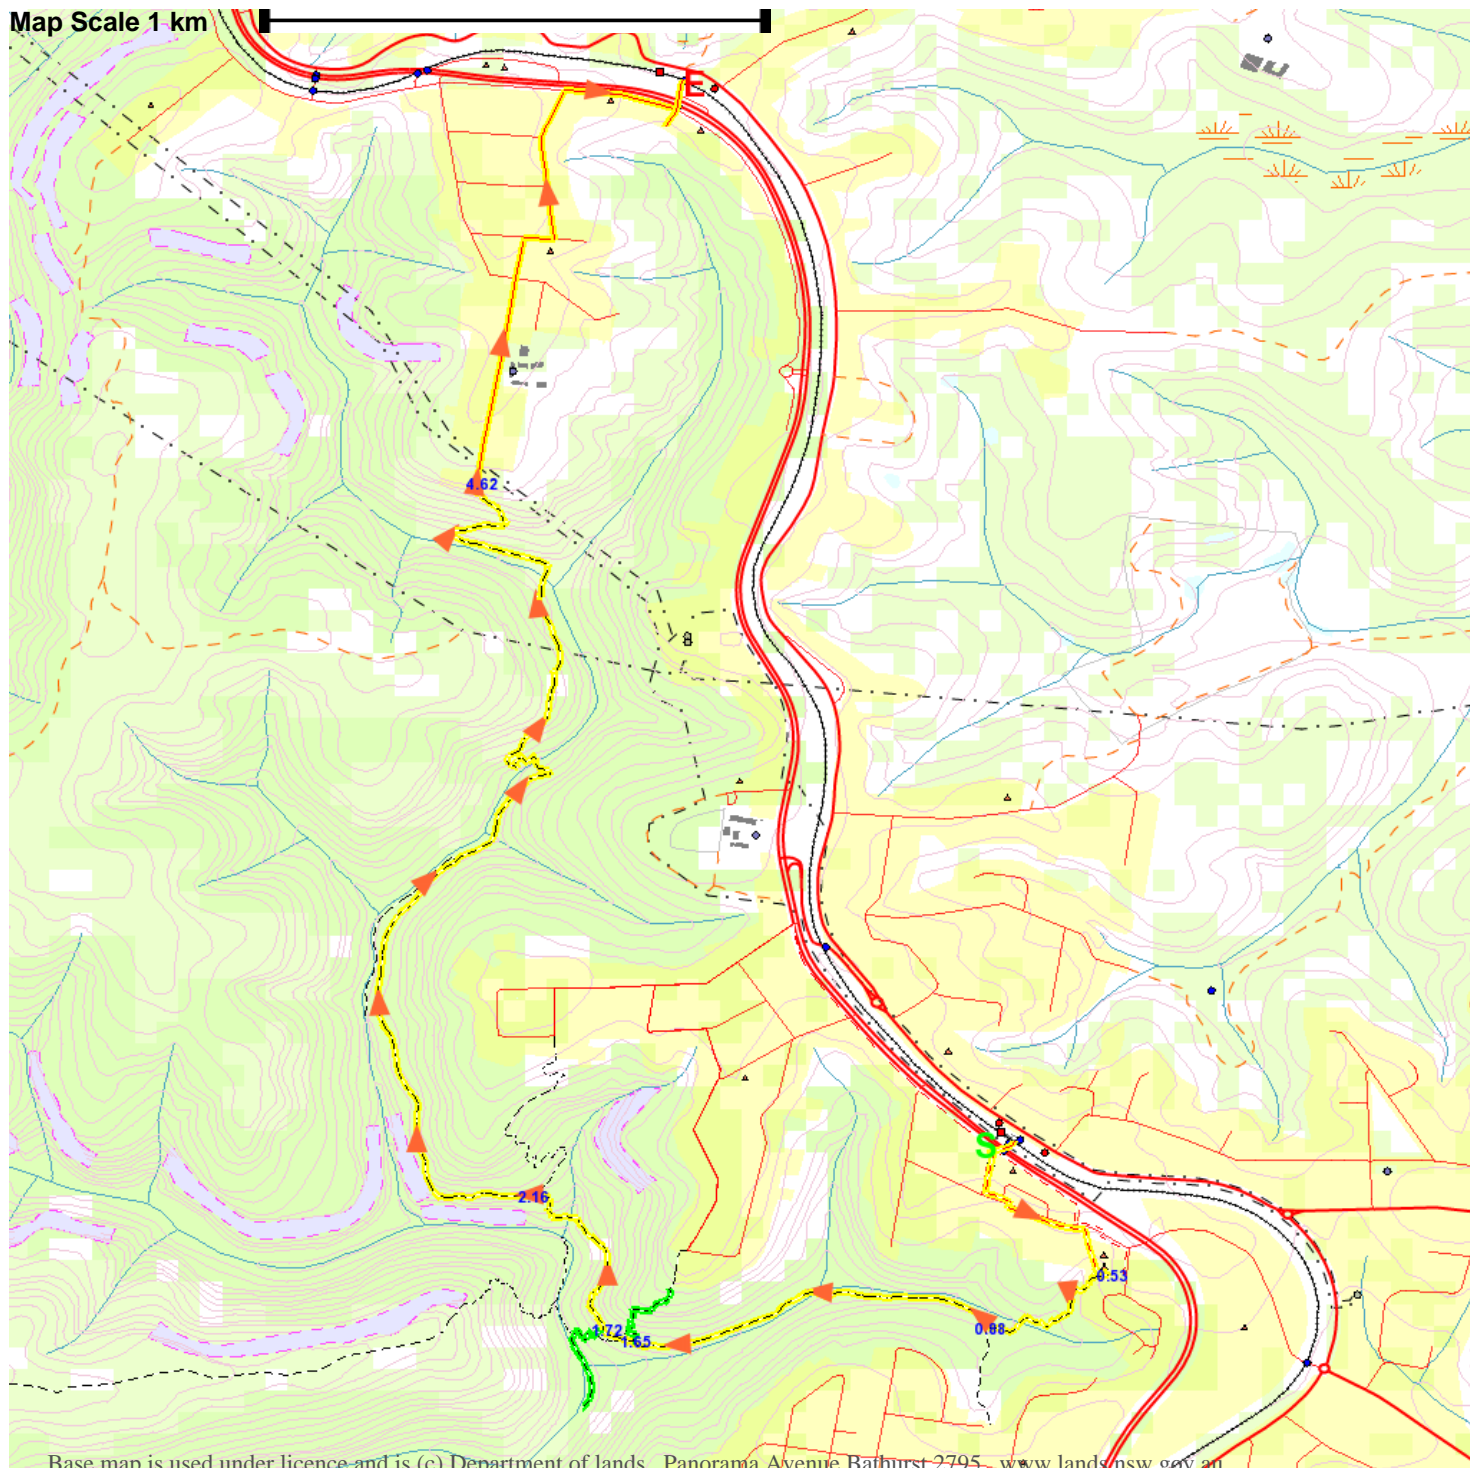 Map Scale 1 km
E
4.62
S
2.16
0.53
0.98
1.72
1.65
Base map is used under licence and is (c) Department of lands , Panorama Avenue Bathurst 2795 , www.lands.nsw.gov.au